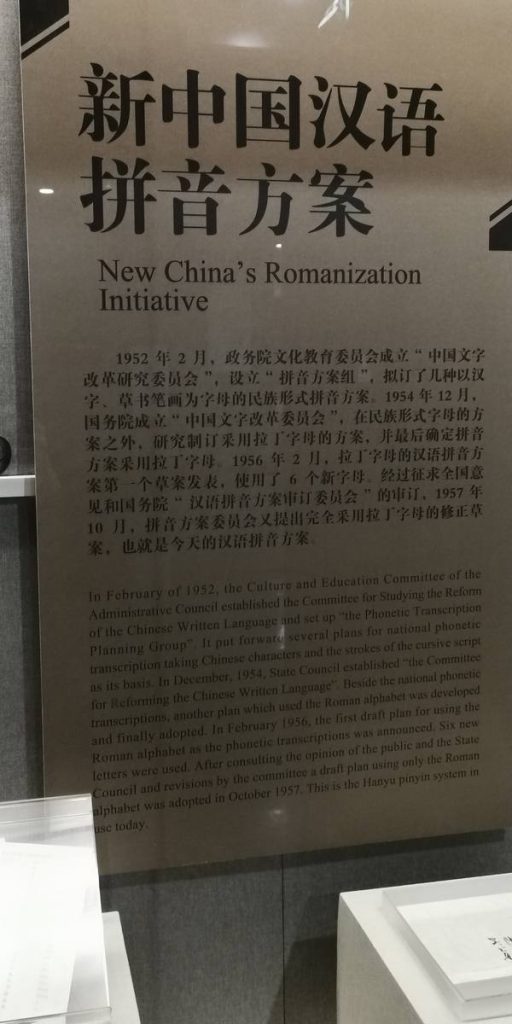 新中国汉语
拼音方案
New China's Romanization
Initiative
1952 年 2 月，政务院文化教育委员会成立“中国文字
改革研究委员会”，设立“拼音方案组”，拟订了几种以汉
字、草书笔画为字母的民族形式拼音方案。1954 年 12 月，
国务院成立“中国文字改革委员会”，在民族形式字母的方
案之外，研究制订采用拉丁字母的方案，并最后确定拼音
方案采用拉丁字母。1956 年 2 月，拉丁字母的汉语拼音方
案第一个草案发表，使用了 6 个新字母。经过征求全国意
见和国务院“汉语拼音方案审订委员会”的审订，1957 年
10 月，拼音方案委员会又提出完全采用拉丁字母的修正草
案，也就是今天的汉语拼音方案。
In February of 1952, the Culture and Education Committee of the
Administrative Council established the Committee for Studying the Reform
of the Chinese Written Language and set up “the Phonetic Transcription
Planning Group”. It put forward several plans for national phonetic
transcription taking Chinese characters and the strokes of the cursive script
as its basis. In December, 1954, State Council established “the Committee
for Reforming the Chinese Written Language”. Beside the national phonetic
transcriptions, another plan which used the Roman alphabet was developed
and finally adopted. In February 1956, the first draft plan for using the
Roman alphabet as the phonetic transcriptions was announced. Six new
letters were used. After consulting the opinion of the public and the State
Council and revisions by the committee a draft plan using only the Roman
alphabet was adopted in October 1957. This is the Hanyu pinyin system in
use today.